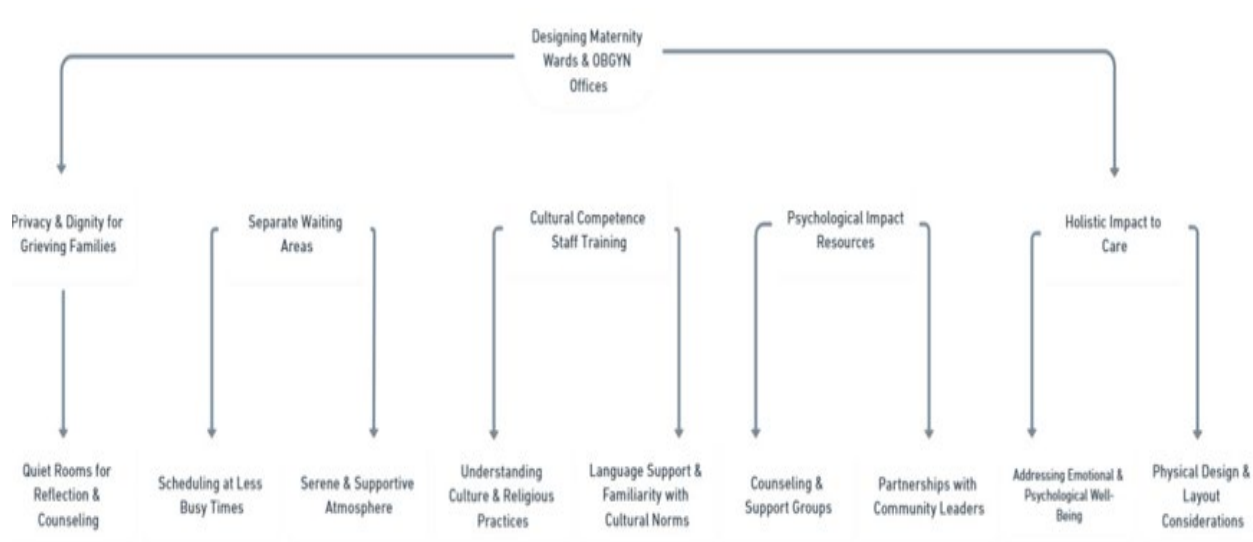 Designing Maternity
Wards & OBGYN
Offices
Privacy & Dignity for
Grieving Families
Separate Waiting
Areas
Cultural Competence
Staff Training
Psychological Impact
Resources
Holistic Impact to
Care
Quiet Rooms for
Reflection &
Counseling
Scheduling at Less
Busy Times
Serene & Supportive
Atmosphere
Understanding
Culture & Religious
Practices
Language Support &
Familiarity with
Cultural Norms
Counseling &
Support Groups
Partnerships with
Community Leaders
Addressing Emotional &
Psychological Well-
Being
Physical Design &
Layout
Considerations